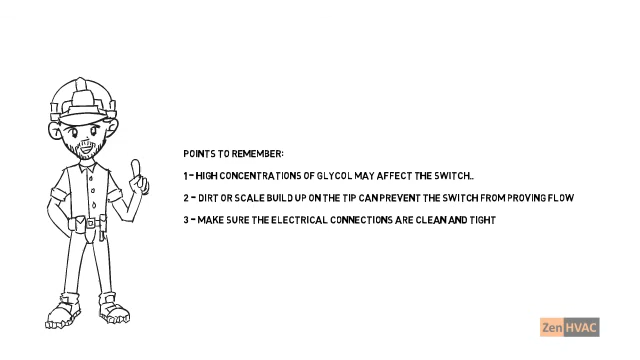 POINTS TO REMEMBER:
1 - HIGH CONCENTRATIONS OF GLYCOL MAY AFFECT THE SWITCH..
2 - DIRT OR SCALE BUILD UP ON THE TIP CAN PREVENT THE SWITCH FROM PROVING FLOW
3 - MAKE SURE THE ELECTRICAL CONNECTIONS ARE CLEAN AND TIGHT
Zen HVAC